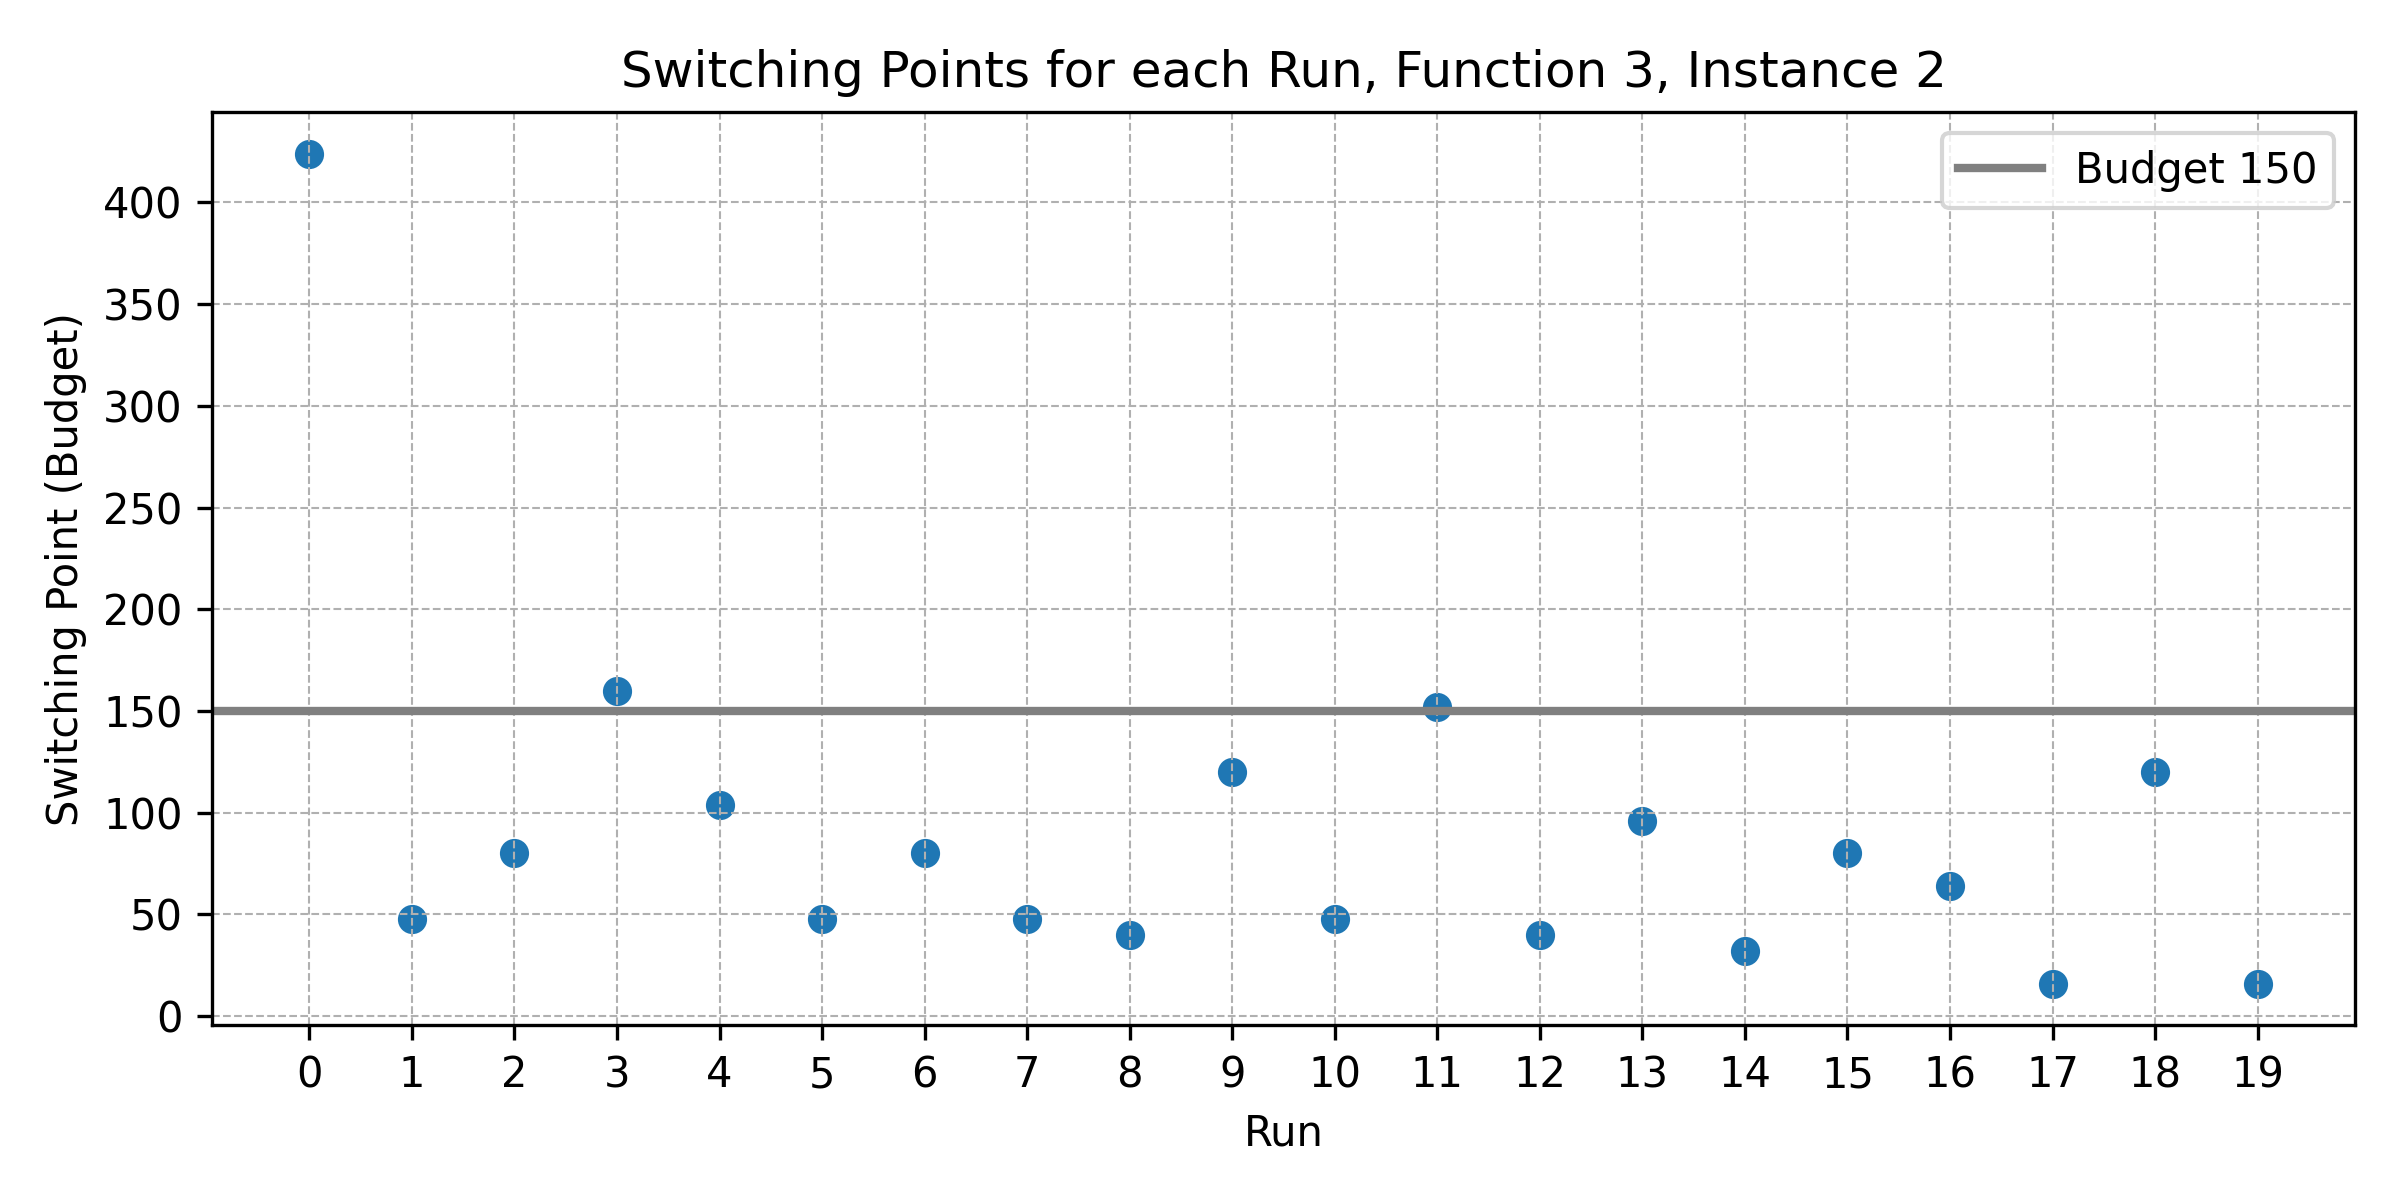 Switching Points for each Run, Function 3, Instance 2
Budget 150
Switching Point (Budget)
400
350
300
250
200
150
100
50
0
0 1 2 3 4 5 6 7 8 9 10 11 12 13 14 15 16 17 18 19
Run